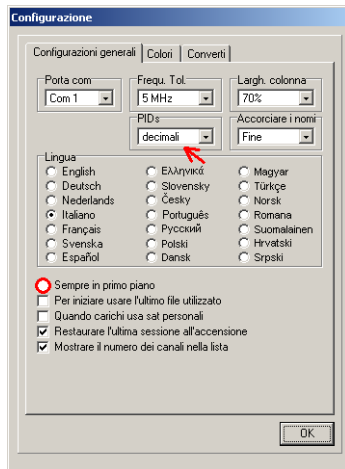 Configurazione
Configurazioni generali Colori Converti
Porta com Frequ. Tol. Largh. colonna
Com 1 5 MHz 70%
PIDs Accorciare i nomi
decimali Fine
Lingua
English Ελληνικά Magyar
Deutsch Slovensky Türkçe
Nederlands Česky Norsk
Italiano Português Romana
Français Русский Suomalainen
Svenska Polski Hrvatski
Español Dansk Srpski
Sempre in primo piano
Per iniziare usare l'ultimo file utilizzato
Quando carichi usa sat personali
Restaurare l'ultima sessione all'accensione
Mostrare il numero dei canali nella lista
OK